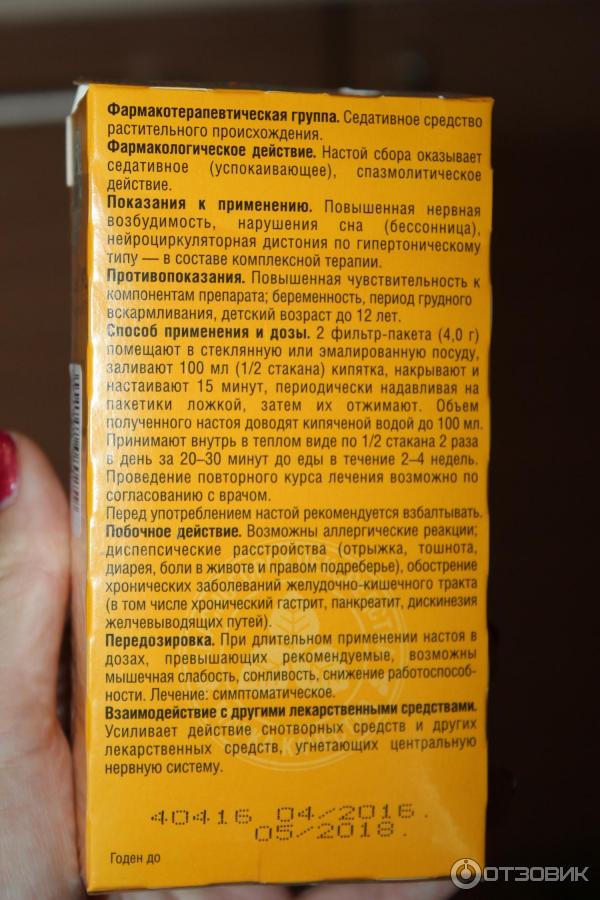 Фармакотерапевтическая группа. Седативное средство
растительного происхождения.
Фармакологическое действие. Настой сбора оказывает
седативное (успокаивающее), спазмолитическое
действие.
Показания к применению. Повышенная нервная
возбудимость, нарушения сна (бессонница),
нейроциркуляторная дистония по гипертоническому
типу — в составе комплексной терапии.
Противопоказания. Повышенная чувствительность к
компонентам препарата; беременность, период грудного
вскармливания, детский возраст до 12 лет.
Способ применения и дозы. 2 фильтр-пакета (4,0 г)
помещают в стеклянную или эмалированную посуду,
заливают 100 мл (1/2 стакана) кипятка, накрывают и
настаивают 15 минут, периодически надавливая на
пакетики ложкой, затем их отжимают. Объем
полученного настоя доводят кипяченой водой до 100 мл.
Принимают внутрь в теплом виде по 1/2 стакана 2 раза
в день за 20–30 минут до еды в течение 2–4 недель.
Проведение повторного курса лечения возможно по
согласованию с врачом.
Перед употреблением настой рекомендуется взбалтывать.
Побочное действие. Возможны аллергические реакции;
диспепсические расстройства (отрыжка, тошнота,
диарея, боли в животе и правом подреберье), обострение
хронических заболеваний желудочно-кишечного тракта
(в том числе хронический гастрит, панкреатит, дискинезия
желчевыводящих путей).
Передозировка. При длительном применении настоя в
дозах, превышающих рекомендуемые, возможны
мышечная слабость, сонливость, снижение работоспособ-
ности. Лечение: симптоматическое.
Взаимодействие с другими лекарственными средствами.
Усиливает действие снотворных средств и других
лекарственных средств, угнетающих центральную
нервную систему.
40416 04/2016.
05/2018.
Годен до
ОТЗОВИК